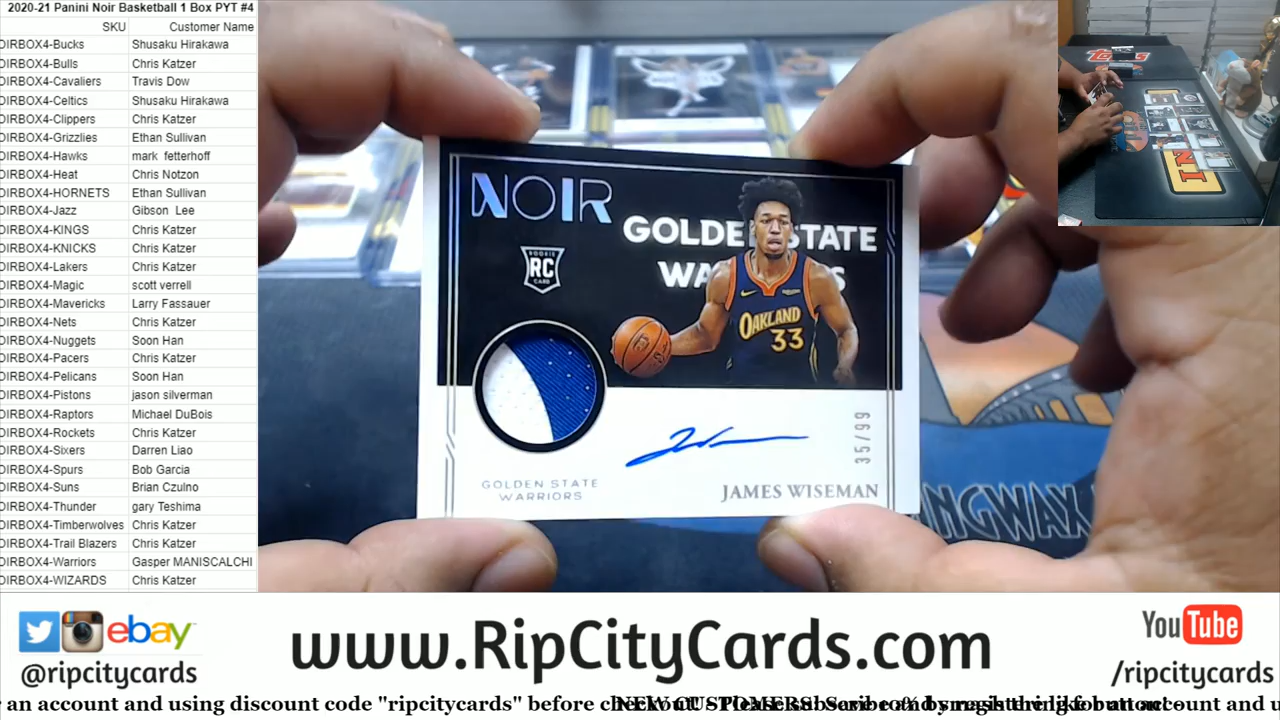 2020-21 Panini Noir Basketball 1 Box PYT #4
SKU Customer Name
DIRBOX4-Bucks Shusaku Hirakawa
DIRBOX4-Bulls Chris Katzer
DIRBOX4-Cavaliers Travis Dow
DIRBOX4-Celtics Shusaku Hirakawa
DIRBOX4-Clippers Chris Katzer
DIRBOX4-Grizzlies Ethan Sullivan
DIRBOX4-Hawks mark fetterhoff
DIRBOX4-Heat Chris Notzon
DIRBOX4-HORNETS Ethan Sullivan
DIRBOX4-Jazz Gibson Lee
DIRBOX4-KINGS Chris Katzer
DIRBOX4-KNICKS Chris Katzer
DIRBOX4-Lakers Chris Katzer
DIRBOX4-Magic scott verrell
DIRBOX4-Mavericks Larry Fassauer
DIRBOX4-Nets Chris Katzer
DIRBOX4-Nuggets Soon Han
DIRBOX4-Pacers Chris Katzer
DIRBOX4-Pelicans Soon Han
DIRBOX4-Pistons jason silverman
DIRBOX4-Raptors Michael DuBois
DIRBOX4-Rockets Chris Katzer
DIRBOX4-Sixers Darren Liao
DIRBOX4-Spurs Bob Garcia
DIRBOX4-Suns Brian Czulno
DIRBOX4-Thunder gary Teshima
DIRBOX4-Timberwolves Chris Katzer
DIRBOX4-Trail Blazers Chris Katzer
DIRBOX4-Warriors Gasper MANISCALCHI
DIRBOX4-WIZARDS Chris Katzer
NOIR
GOLDEN STATE
WA S
ROOKIE
RC
CARD
OAKLAND
33
35/99
GOLDEN STATE
WARRIORS
JAMES WISEMAN
INGWAX
Topps
ebay
@ripcitycards
www.RipCityCards.com
YouTube
/ripcitycards
an account and using discount code "ripcitycards" before